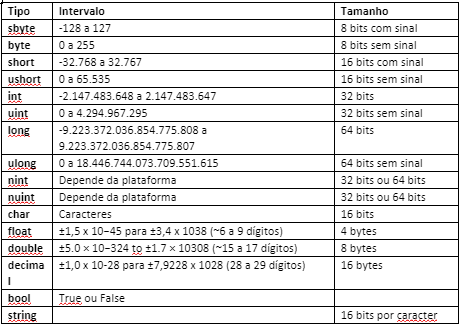 Tipo Intervalo Tamanho
sbyte -128 a 127 8 bits com sinal
byte 0 a 255 8 bits sem sinal
short -32.768 a 32.767 16 bits com sinal
ushort 0 a 65.535 16 bits sem sinal
int -2.147.483.648 a 2.147.483.647 32 bits
uint 0 a 4.294.967.295 32 bits sem sinal
long -9.223.372.036.854.775.808 a 64 bits
9.223.372.036.854.775.807
ulong 0 a 18.446.744.073.709.551.615 64 bits sem sinal
nint Depende da plataforma 32 bits ou 64 bits
nuint Depende da plataforma 32 bits ou 64 bits
char Caracteres 16 bits
float ±1,5 x 10−45 para ±3,4 x 1038 (~6 a 9 dígitos) 4 bytes
double ±5.0 × 10−324 to ±1.7 × 10308 (~15 a 17 dígitos) 8 bytes
decima ±1,0 x 10-28 para ±7,9228 x 1028 (28 a 29 dígitos) 16 bytes
l
bool True ou False
string 16 bits por caracter